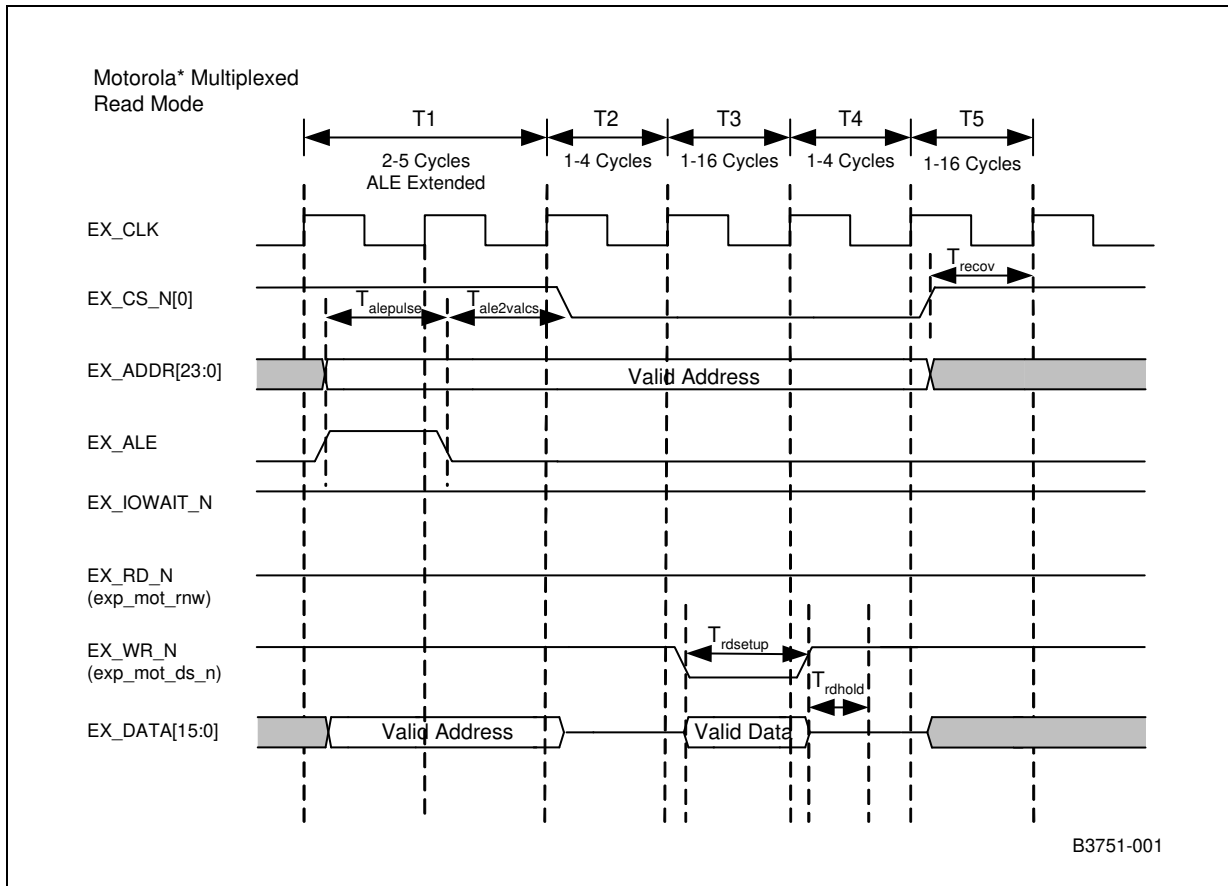 Motorola* Multiplexed
Read Mode
T1
T2
T3
T4
T5
2-5 Cycles
ALE Extended
1-4 Cycles
1-16 Cycles
1-4 Cycles
1-16 Cycles
EX_CLK
Trecov
EX_CS_N[0]
Talepulse
Tale2valcs
EX_ADDR[23:0]
Valid Address
EX_ALE
EX_IOWAIT_N
EX_RD_N
(exp_mot_rnw)
EX_WR_N
(exp_mot_ds_n)
Trdsetup
Trdhold
EX_DATA[15:0]
Valid Address
Valid Data
B3751-001